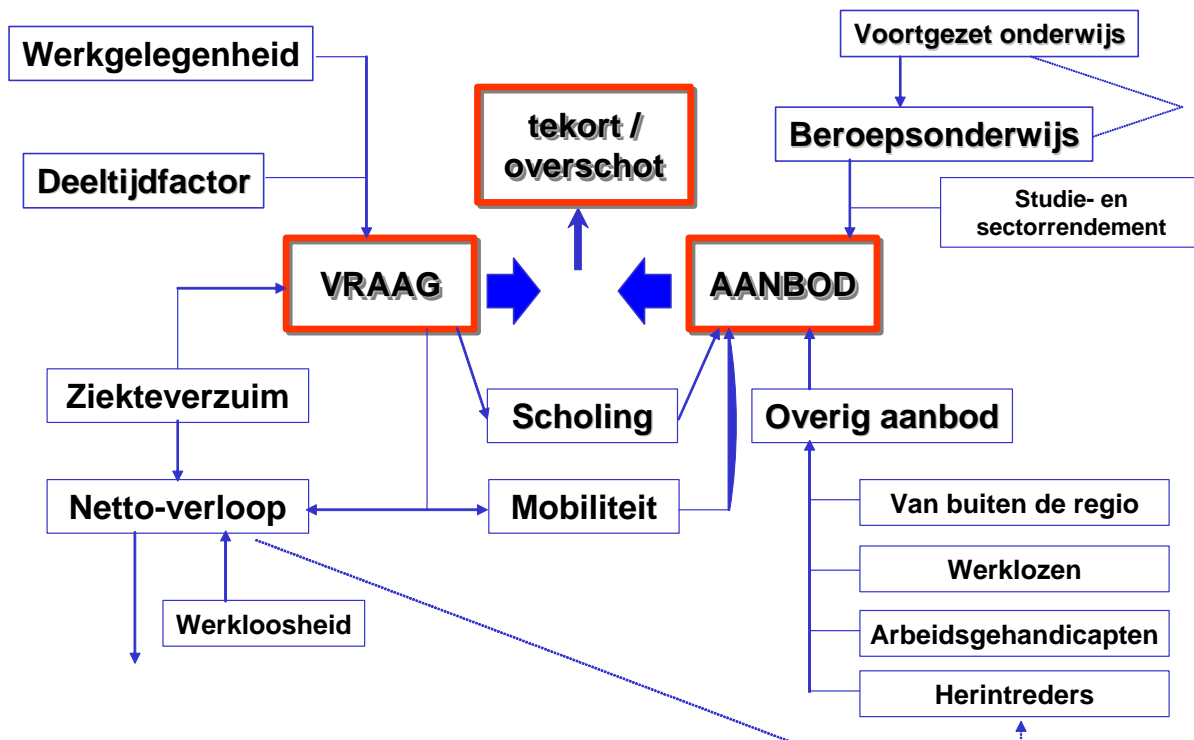 Werkgelegenheid
Voortgezet onderwijs
tekort /
overschot
Beroepsonderwijs
Deeltijdfactor
Studie- en
sectorrendement
VRAAG
AANBOD
Ziekteverzuim
Scholing
Overig aanbod
Netto-verloop
Mobiliteit
Van buiten de regio
Werklozen
Werkloosheid
Arbeidsgehandicapten
Herintreders